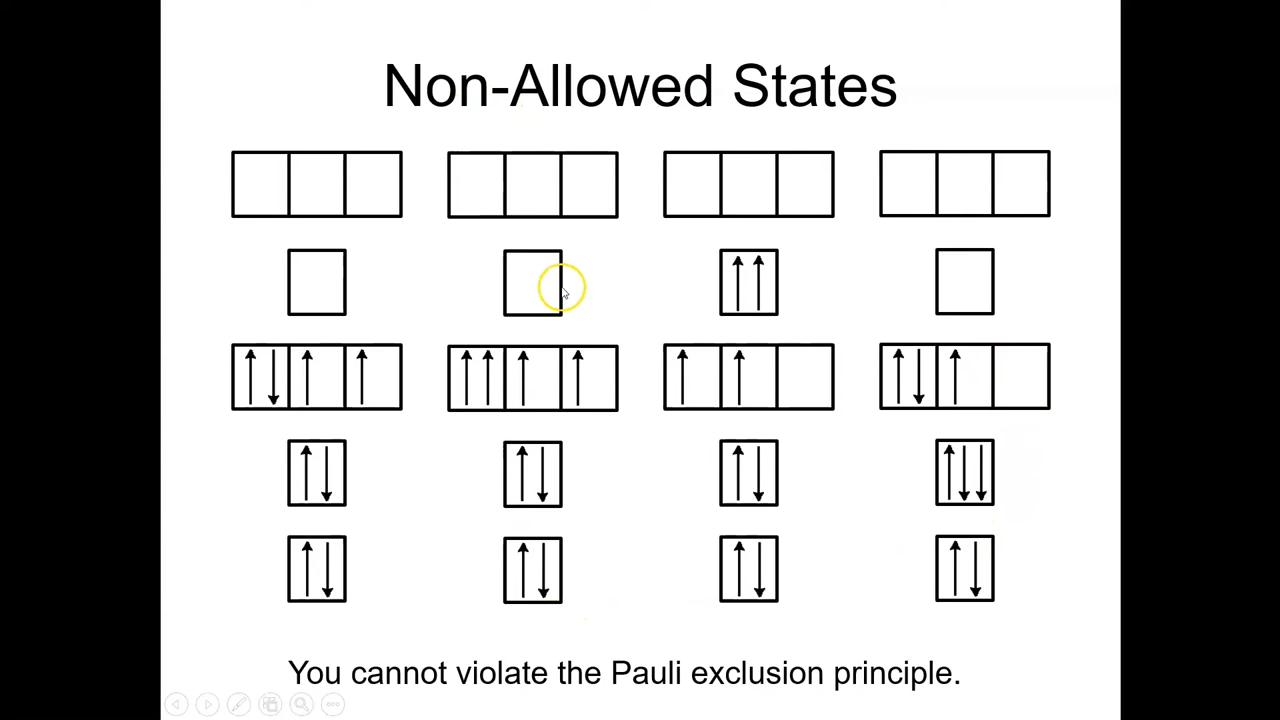 Non-Allowed States
You cannot violate the Pauli exclusion principle.